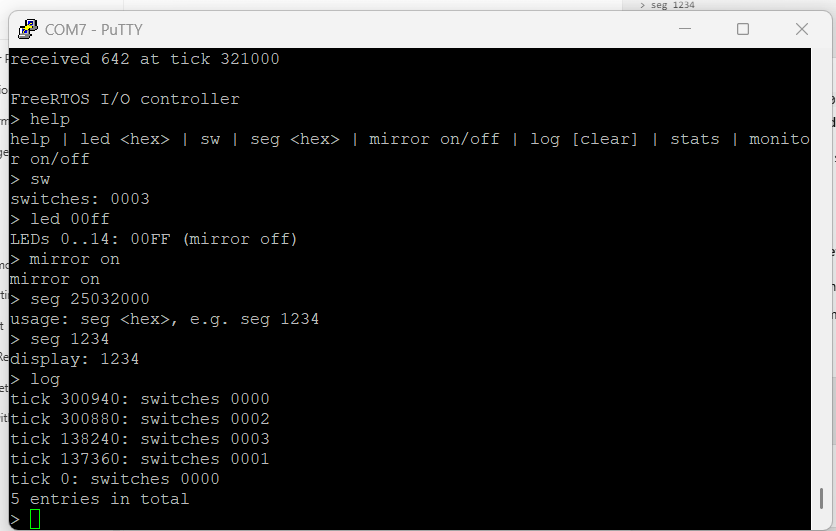 > seg 1234
COM7 - PuTTY
received 642 at tick 321000
FreeRTOS I/O controller
> help
help | led <hex> | sw | seg <hex> | mirror on/off | log [clear] | stats | monito
r on/off
> sw
switches: 0003
> led 00ff
LEDs 0..14: 00FF (mirror off)
> mirror on
mirror on
> seg 25032000
usage: seg <hex>, e.g. seg 1234
> seg 1234
display: 1234
> log
tick 300940: switches 0000
tick 300880: switches 0002
tick 138240: switches 0003
tick 137360: switches 0001
tick 0: switches 0000
5 entries in total
>